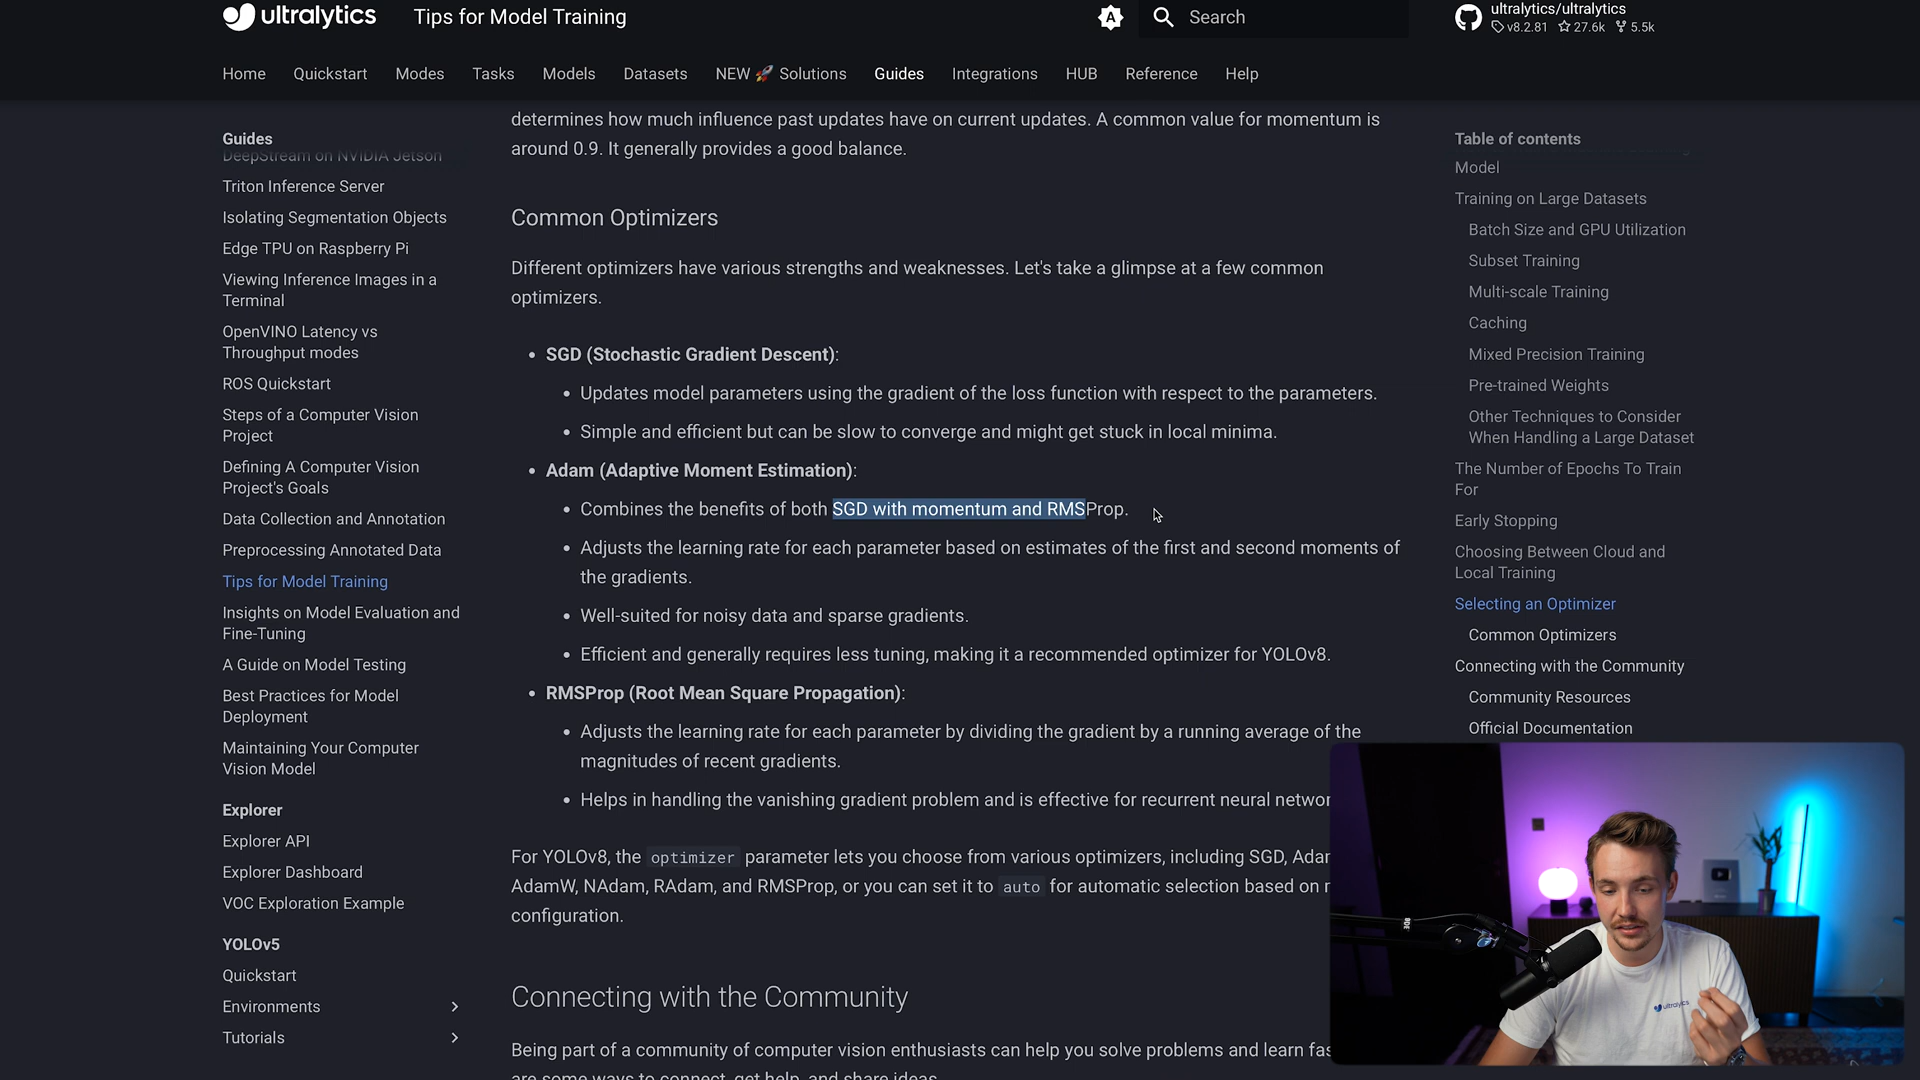 ultralytics
Tips for Model Training
A
Search
ultralytics/ultralytics
v8.2.81 27.6k 5.5k
Home Quickstart Modes Tasks Models Datasets NEW 🚀 Solutions Guides Integrations HUB Reference Help
Guides
DeepStream on NVIDIA Jetson
Triton Inference Server
Isolating Segmentation Objects
Edge TPU on Raspberry Pi
Viewing Inference Images in a
Terminal
OpenVINO Latency vs
Throughput modes
ROS Quickstart
Steps of a Computer Vision
Project
Defining A Computer Vision
Project's Goals
Data Collection and Annotation
Preprocessing Annotated Data
Tips for Model Training
Insights on Model Evaluation and
Fine-Tuning
A Guide on Model Testing
Best Practices for Model
Deployment
Maintaining Your Computer
Vision Model
Explorer
Explorer API
Explorer Dashboard
VOC Exploration Example
YOLOv5
Quickstart
Environments
Tutorials
determines how much influence past updates have on current updates. A common value for momentum is
around 0.9. It generally provides a good balance.
Common Optimizers
Different optimizers have various strengths and weaknesses. Let's take a glimpse at a few common
optimizers.
• SGD (Stochastic Gradient Descent):
• Updates model parameters using the gradient of the loss function with respect to the parameters.
• Simple and efficient but can be slow to converge and might get stuck in local minima.
• Adam (Adaptive Moment Estimation):
• Combines the benefits of both SGD with momentum and RMSProp.
• Adjusts the learning rate for each parameter based on estimates of the first and second moments of
the gradients.
• Well-suited for noisy data and sparse gradients.
• Efficient and generally requires less tuning, making it a recommended optimizer for YOLOv8.
• RMSProp (Root Mean Square Propagation):
• Adjusts the learning rate for each parameter by dividing the gradient by a running average of the
magnitudes of recent gradients.
• Helps in handling the vanishing gradient problem and is effective for recurrent neural
For YOLOv8, the optimizer parameter lets you choose from various optimizers, including SGD,
AdamW, NAdam, RAdam, and RMSProp, or you can set it to auto for automatic selection based on
configuration.
Connecting with the Community
Being part of a community of computer vision enthusiasts can help you solve problems and learn
are some ways to connect, get help, and share ideas.
Table of contents
Model
Training on Large Datasets
Batch Size and GPU Utilization
Subset Training
Multi-scale Training
Caching
Mixed Precision Training
Pre-trained Weights
Other Techniques to Consider
When Handling a Large Dataset
The Number of Epochs To Train
For
Early Stopping
Choosing Between Cloud and
Local Training
Selecting an Optimizer
Common Optimizers
Connecting with the Community
Community Resources
Official Documentation
ultralytics